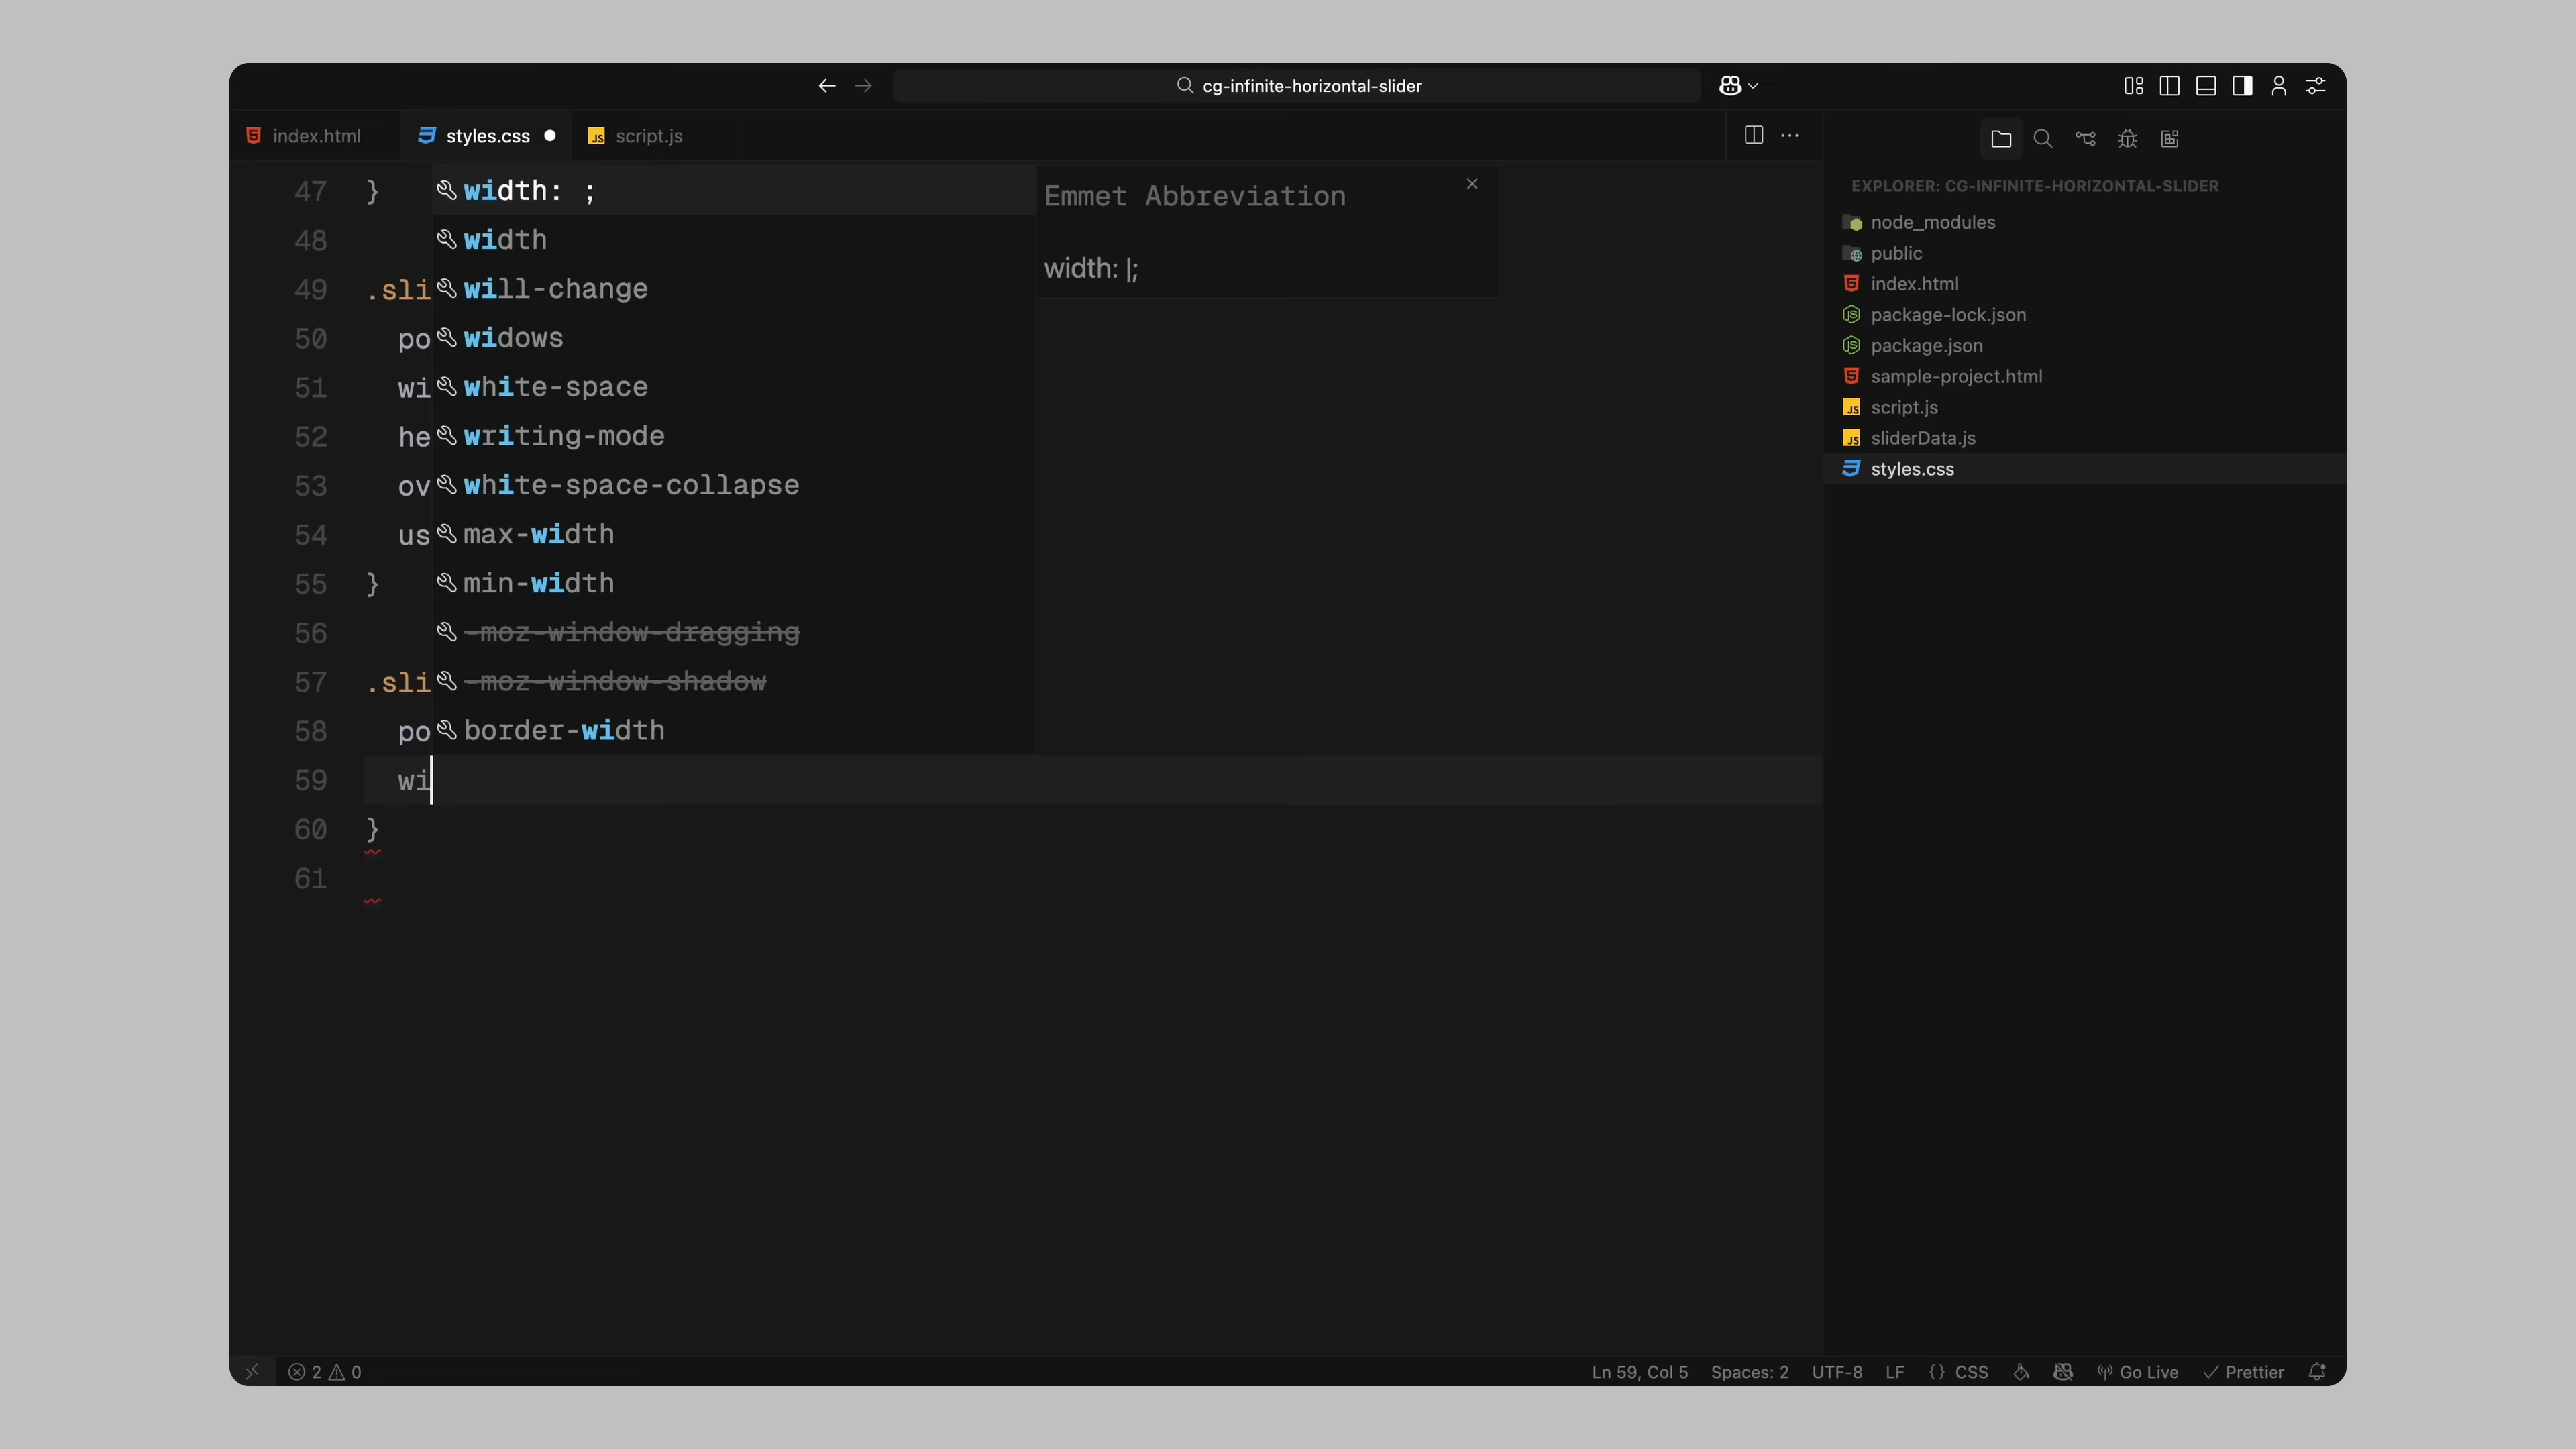 cg-infinite-horizontal-slider
index.html
styles.css
JS script.js
EXPLORER: CG-INFINITE-HORIZONTAL-SLIDER
node_modules
public
index.html
package-lock.json
package.json
sample-project.html
JS script.js
JS sliderData.js
styles.css
47 }
48
49 .sli
50 po
51 wi
52 he
53 ov
54 us
55 }
56
57 .sli
58 po
59 wi
60 }
61
width: ;
width
will-change
widows
white-space
writing-mode
white-space-collapse
max-width
min-width
-moz-window-dragging
-moz-window-shadow
border-width
Emmet Abbreviation
width: |;
2 0
Ln 59, Col 5 Spaces: 2 UTF-8 LF {} CSS Go Live Prettier